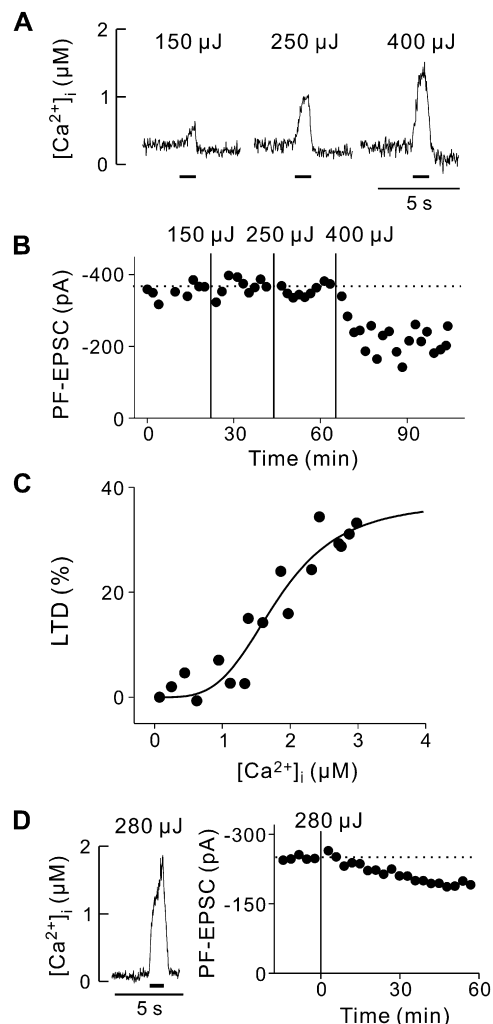 A
150 µJ 250 µJ 400 µJ
[Ca2+]i (µM)
2
1
0
5 s
B
150 µJ 250 µJ 400 µJ
PF-EPSC (pA)
-400
-200
0
0 30 60 90
Time (min)
C
LTD (%)
40
20
0
0 1 2 3 4
[Ca2+]i (µM)
D
280 µJ
[Ca2+]i (µM)
2
1
0
5 s
280 µJ
PF-EPSC (pA)
-300
-150
0
0 30 60
Time (min)